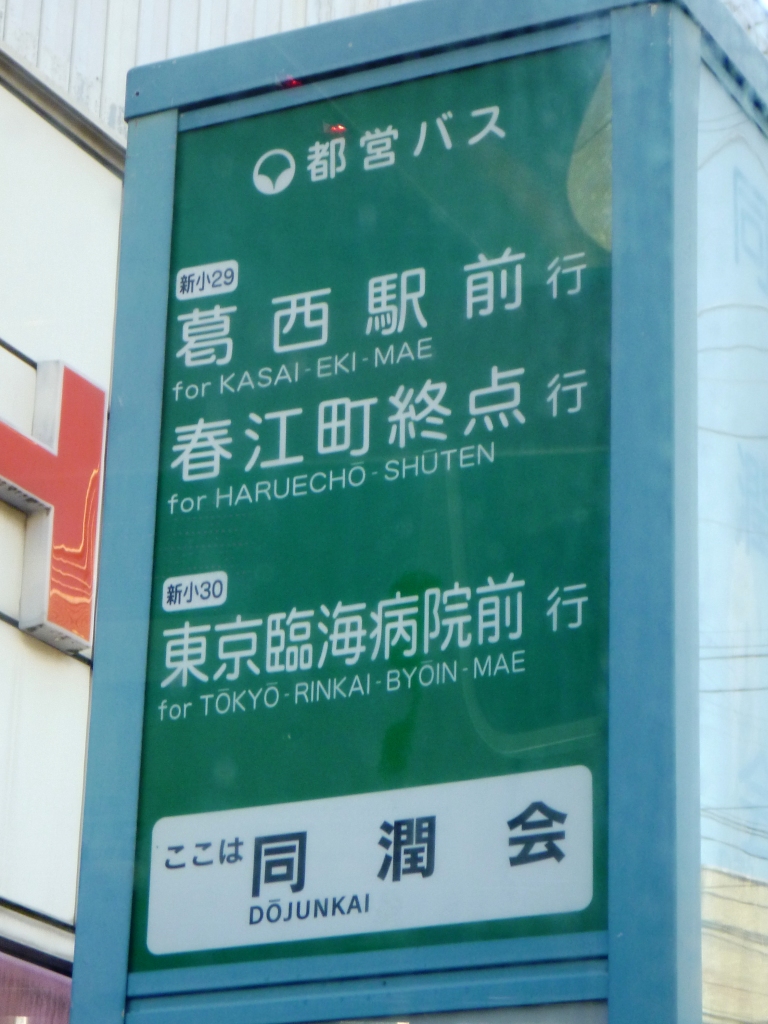 都営バス
新小29
葛西駅前行
for KASAI-EKI-MAE
春江町終点行
for HARUECHŌ-SHŪTEN
新小30
東京臨海病院前行
for TŌKYŌ-RINKAI-BYŌIN-MAE
ここは 同潤会
DŌJUNKAI